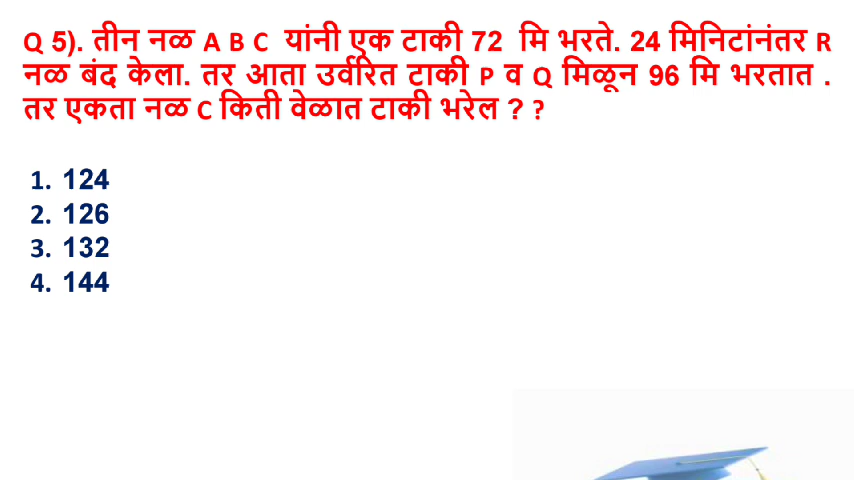 Q 5). तीन नळ A B C यांनी एक टाकी 72 मि भरते. 24 मिनिटांनंतर R
नळ बंद केला. तर आता उर्वरित टाकी P व Q मिळून 96 मि भरतात .
तर एकता नळ C किती वेळात टाकी भरेल ? ?
1. 124
2. 126
3. 132
4. 144